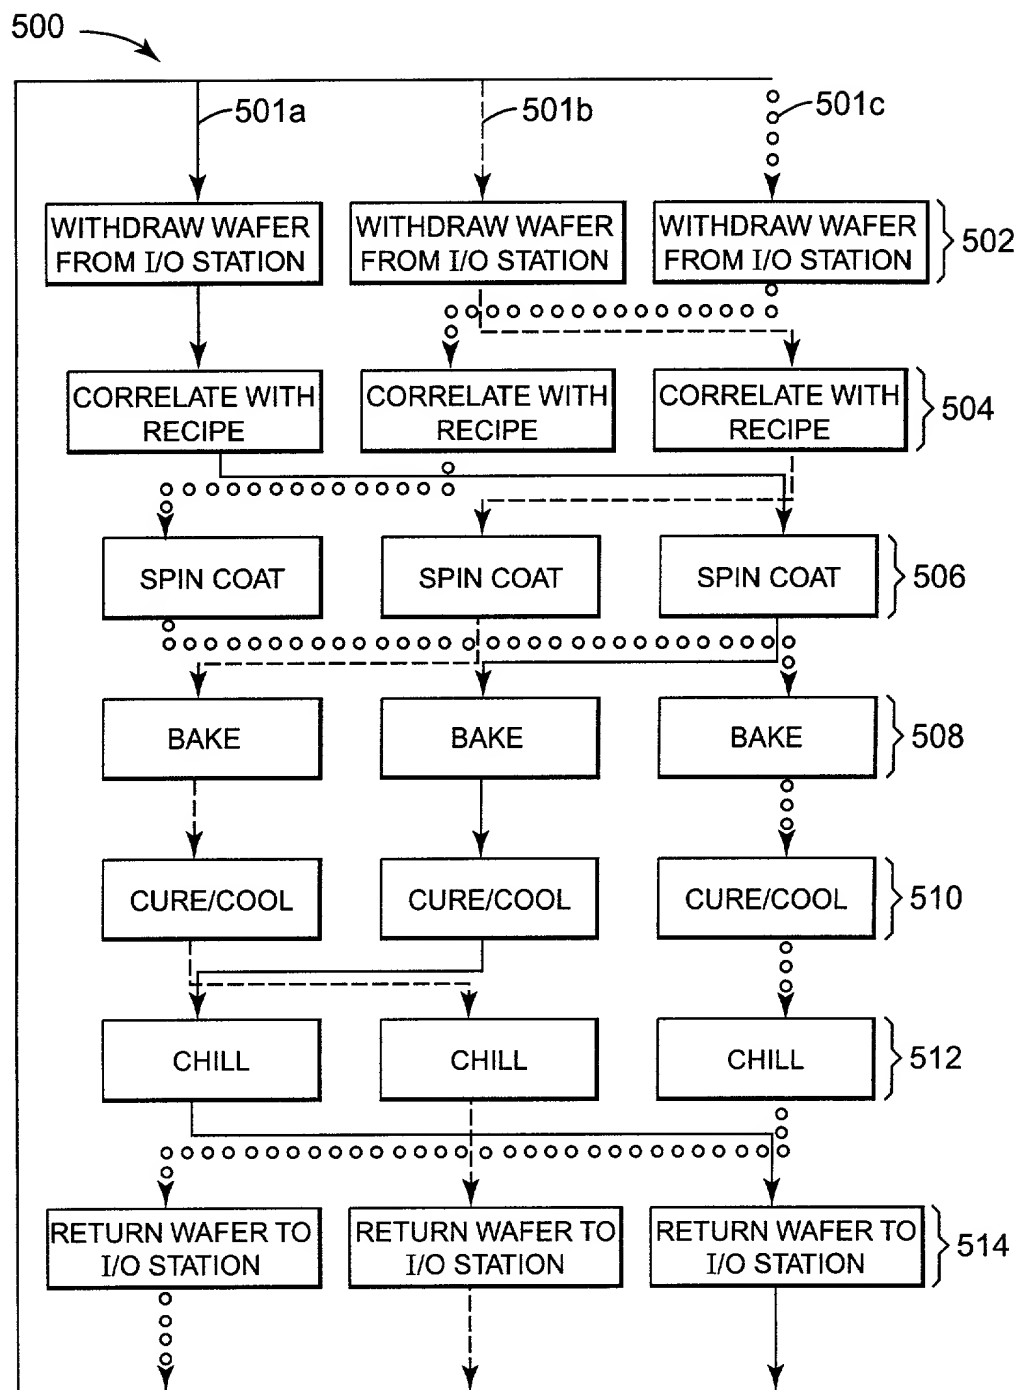 500
501a
501b
501c
WITHDRAW WAFER
FROM I/O STATION
WITHDRAW WAFER
FROM I/O STATION
WITHDRAW WAFER
FROM I/O STATION
502
CORRELATE WITH
RECIPE
CORRELATE WITH
RECIPE
CORRELATE WITH
RECIPE
504
SPIN COAT
SPIN COAT
SPIN COAT
506
BAKE
BAKE
BAKE
508
CURE/COOL
CURE/COOL
CURE/COOL
510
CHILL
CHILL
CHILL
512
RETURN WAFER TO
I/O STATION
RETURN WAFER TO
I/O STATION
RETURN WAFER TO
I/O STATION
514